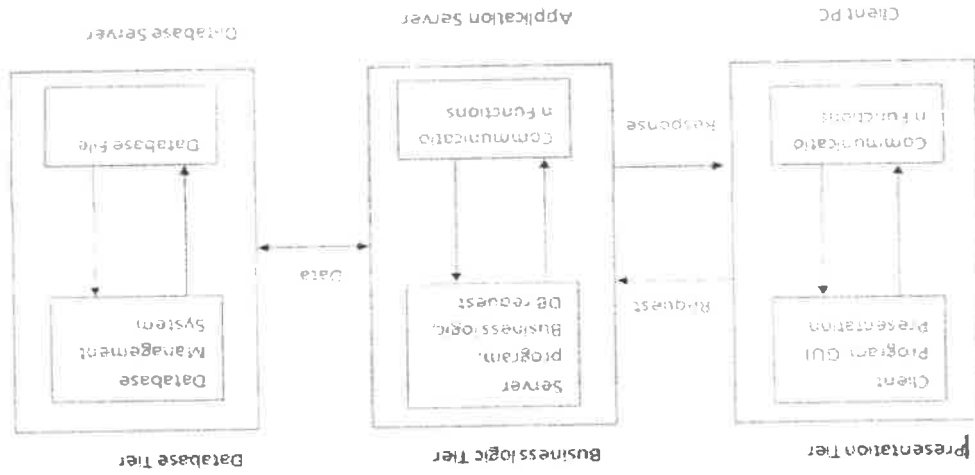 Presentation Tier
Businesslogic Tier
Database Tier
Client
Program GUI
Presentation
Request
Server
program.
Businesslogic.
DB request
Data
Database
Management
System
Communicatio
n Functions
Response
Communicatio
n Functions
Database File
Client PC
Application Server
Database Server